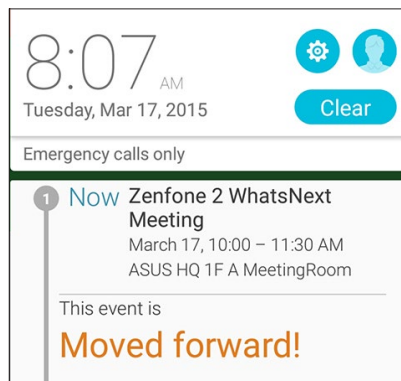 8:07 AM
Tuesday, Mar 17, 2015
Clear
Emergency calls only
1 Now Zenfone 2 WhatsNext
Meeting
March 17, 10:00 – 11:30 AM
ASUS HQ 1F A MeetingRoom
This event is
Moved forward!